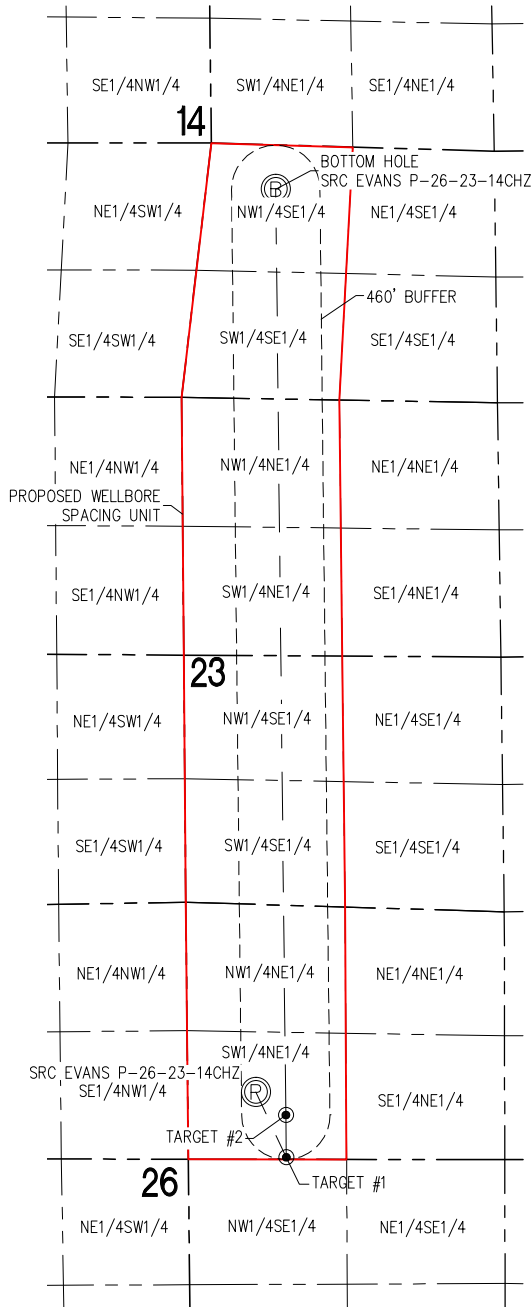 SE1/4NW1/4 SW1/4NE1/4 SE1/4NE1/4
14
BOTTOM HOLE
SRC EVANS P-26-23-14CHZ
B
NE1/4SW1/4 NW1/4SE1/4 NE1/4SE1/4
460' BUFFER
SE1/4SW1/4 SW1/4SE1/4 SE1/4SE1/4
NE1/4NW1/4 NW1/4NE1/4 NE1/4NE1/4
PROPOSED WELLBORE
SPACING UNIT
SE1/4NW1/4 SW1/4NE1/4 SE1/4NE1/4
23
NE1/4SW1/4 NW1/4SE1/4 NE1/4SE1/4
SE1/4SW1/4 SW1/4SE1/4 SE1/4SE1/4
NE1/4NW1/4 NW1/4NE1/4 NE1/4NE1/4
SW1/4NE1/4
SRC EVANS P-26-23-14CHZ
R
SE1/4NW1/4 SE1/4NE1/4
TARGET #2
TARGET #1
26
NE1/4SW1/4 NW1/4SE1/4 NE1/4SE1/4